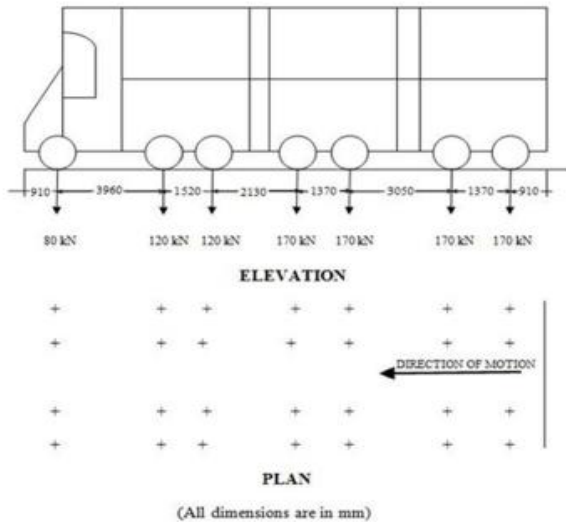 910 3960 1520 2130 1370 3050 1370 910
80 kN 120 kN 120 kN 170 kN 170 kN 170 kN 170 kN
ELEVATION
DIRECTION OF MOTION
PLAN
(All dimensions are in mm)